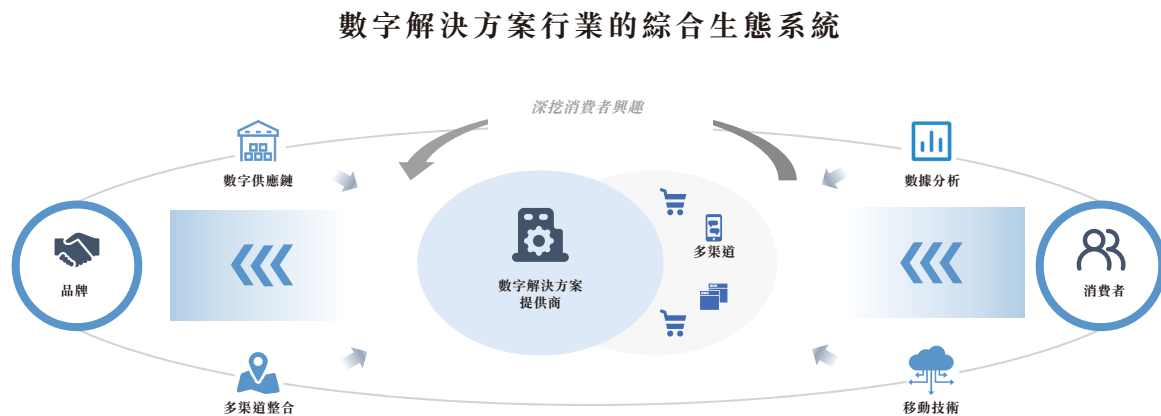 數字解決方案行業的綜合生態系統
深挖消費者興趣
數字供應鏈
數據分析
多渠道
品牌
數字解決方案
提供商
消費者
多渠道整合
移動技術